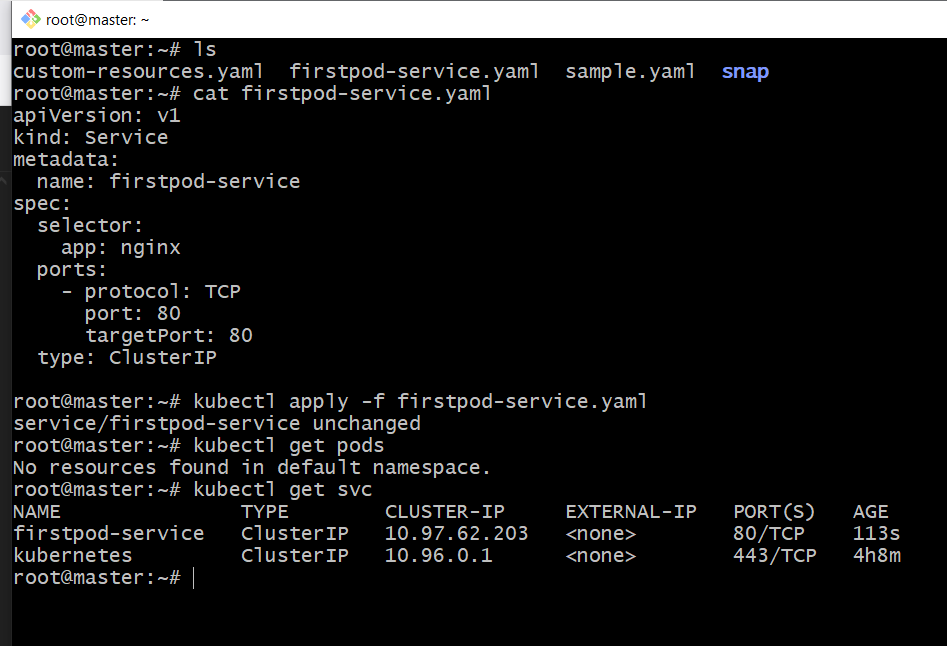 root@master: ~
root@master:~# ls
custom-resources.yaml  firstpod-service.yaml  sample.yaml  snap
root@master:~# cat firstpod-service.yaml
apiVersion: v1
kind: Service
metadata:
  name: firstpod-service
spec:
  selector:
    app: nginx
  ports:
    - protocol: TCP
      port: 80
      targetPort: 80
  type: ClusterIP

root@master:~# kubectl apply -f firstpod-service.yaml
service/firstpod-service unchanged
root@master:~# kubectl get pods
No resources found in default namespace.
root@master:~# kubectl get svc
NAME               TYPE        CLUSTER-IP     EXTERNAL-IP   PORT(S)   AGE
firstpod-service   ClusterIP   10.97.62.203   <none>        80/TCP    113s
kubernetes         ClusterIP   10.96.0.1      <none>        443/TCP   4h8m
root@master:~#